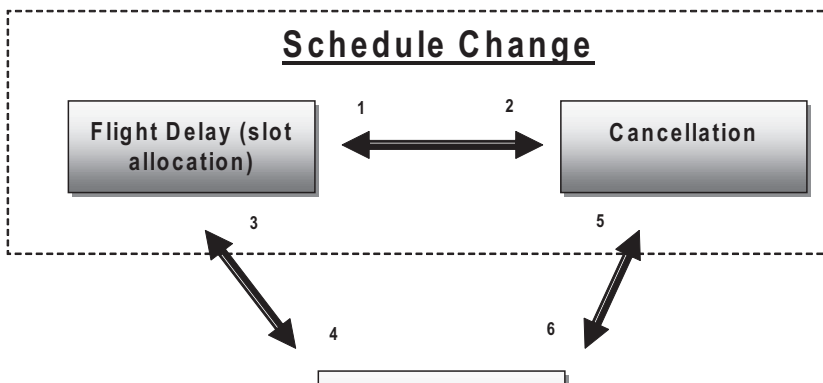 Schedule Change
1
2
Flight Delay (slot
allocation)
Cancellation
3
5
4
6